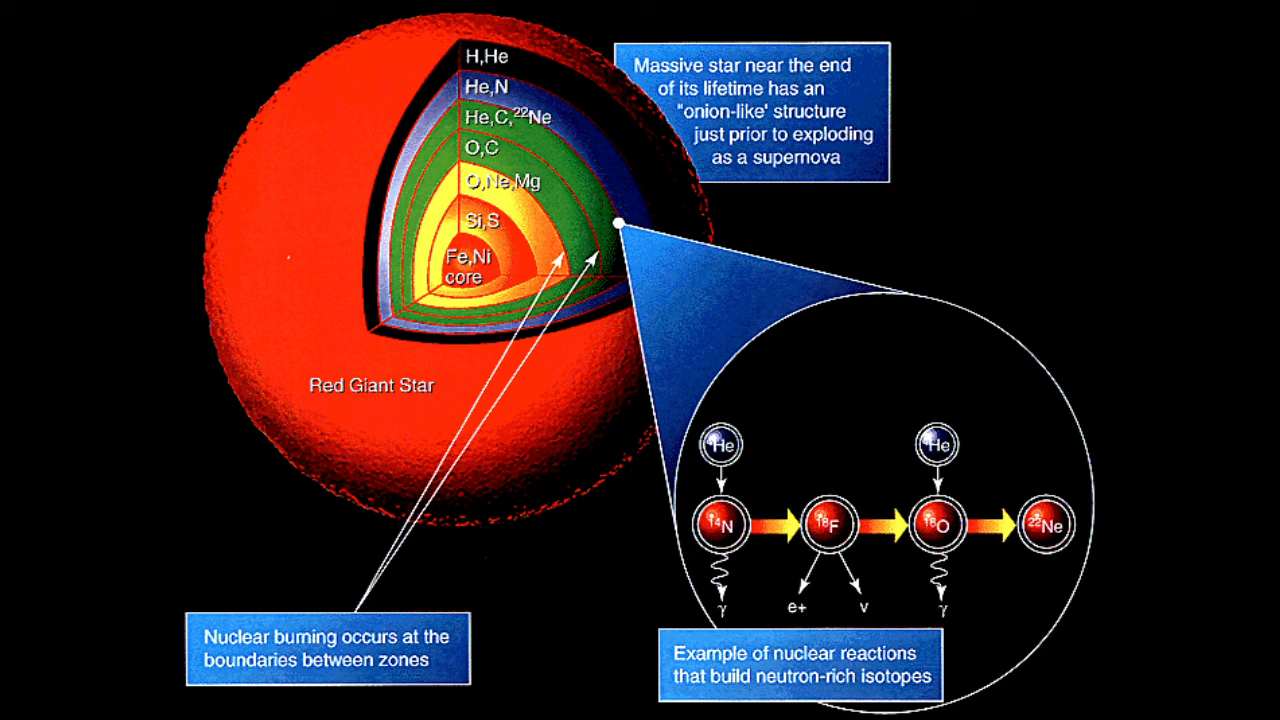 H,He
He,N
He,C,²²Ne
O,C
O,Ne,Mg
Si,S
Fe,Ni
core
Red Giant Star
Massive star near the end
of its lifetime has an
"onion-like' structure
just prior to exploding
as a supernova
Nuclear burning occurs at the
boundaries between zones
⁴He
⁴He
¹⁴N
¹⁸F
¹⁸O
²²Ne
γ
e+
ν
γ
Example of nuclear reactions
that build neutron-rich isotopes